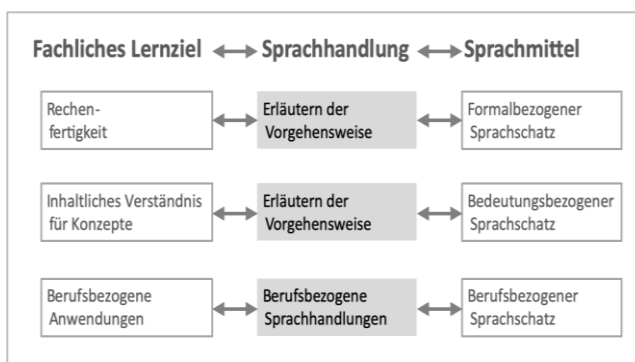 Fachliches Lernziel Sprachhandlung Sprachmittel
Rechen- Erläutern der Formalbezogener
fertigkeit Vorgehensweise Sprachschatz
Inhaltliches Verständnis Erläutern der Bedeutungsbezogener
für Konzepte Vorgehensweise Sprachschatz
Berufsbezogene Berufsbezogene Berufsbezogener
Anwendungen Sprachhandlungen Sprachschatz